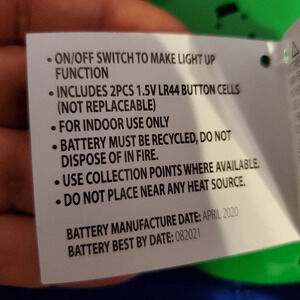 • ON/OFF SWITCH TO MAKE LIGHT UP
FUNCTION
• INCLUDES 2PCS 1.5V LR44 BUTTON CELLS
(NOT REPLACEABLE)
• FOR INDOOR USE ONLY
• BATTERY MUST BE RECYCLED, DO NOT
DISPOSE OF IN FIRE.
• USE COLLECTION POINTS WHERE AVAILABLE.
• DO NOT PLACE NEAR ANY HEAT SOURCE.
BATTERY MANUFACTURE DATE: APRIL 2020
BATTERY BEST BY DATE: 082021